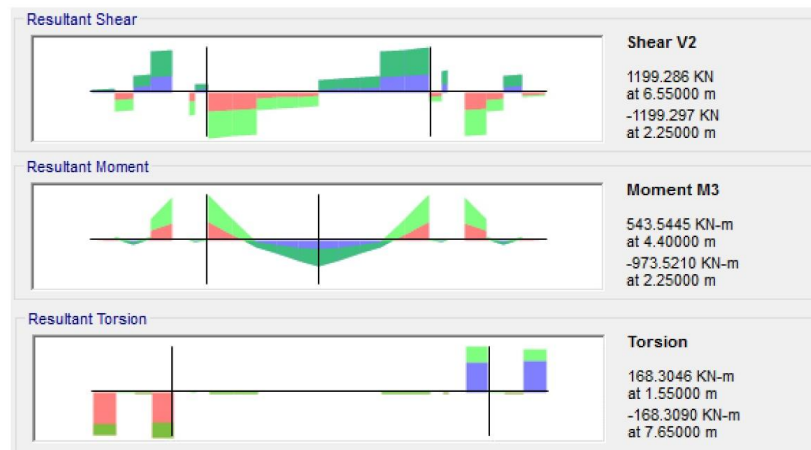 Resultant Shear
Shear V2
1199.286 KN
at 6.55000 m
-1199.297 KN
at 2.25000 m
Resultant Moment
Moment M3
543.5445 KN-m
at 4.40000 m
-973.5210 KN-m
at 2.25000 m
Resultant Torsion
Torsion
168.3046 KN-m
at 1.55000 m
-168.3090 KN-m
at 7.65000 m